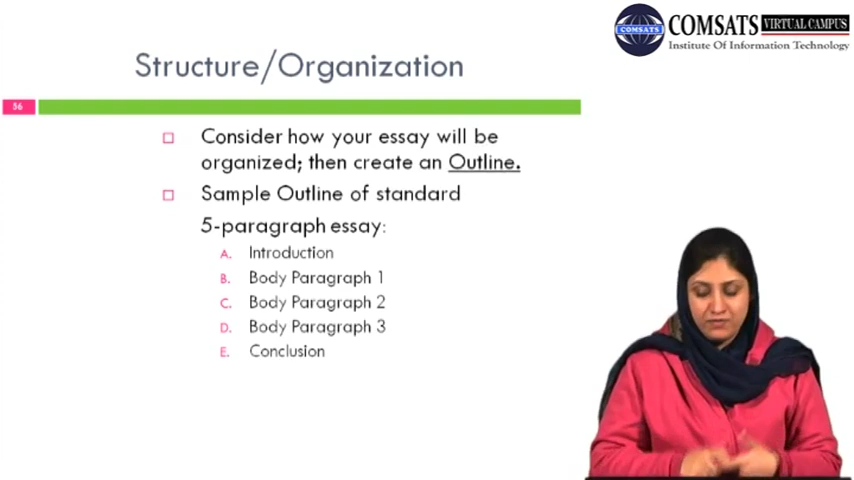 COMSATS VIRTUAL CAMPUS
Institute Of Information Technology
COMSATS
Structure/Organization
56
Consider how your essay will be
organized; then create an Outline.
Sample Outline of standard
5-paragraph essay:
A. Introduction
B. Body Paragraph 1
C. Body Paragraph 2
D. Body Paragraph 3
E. Conclusion